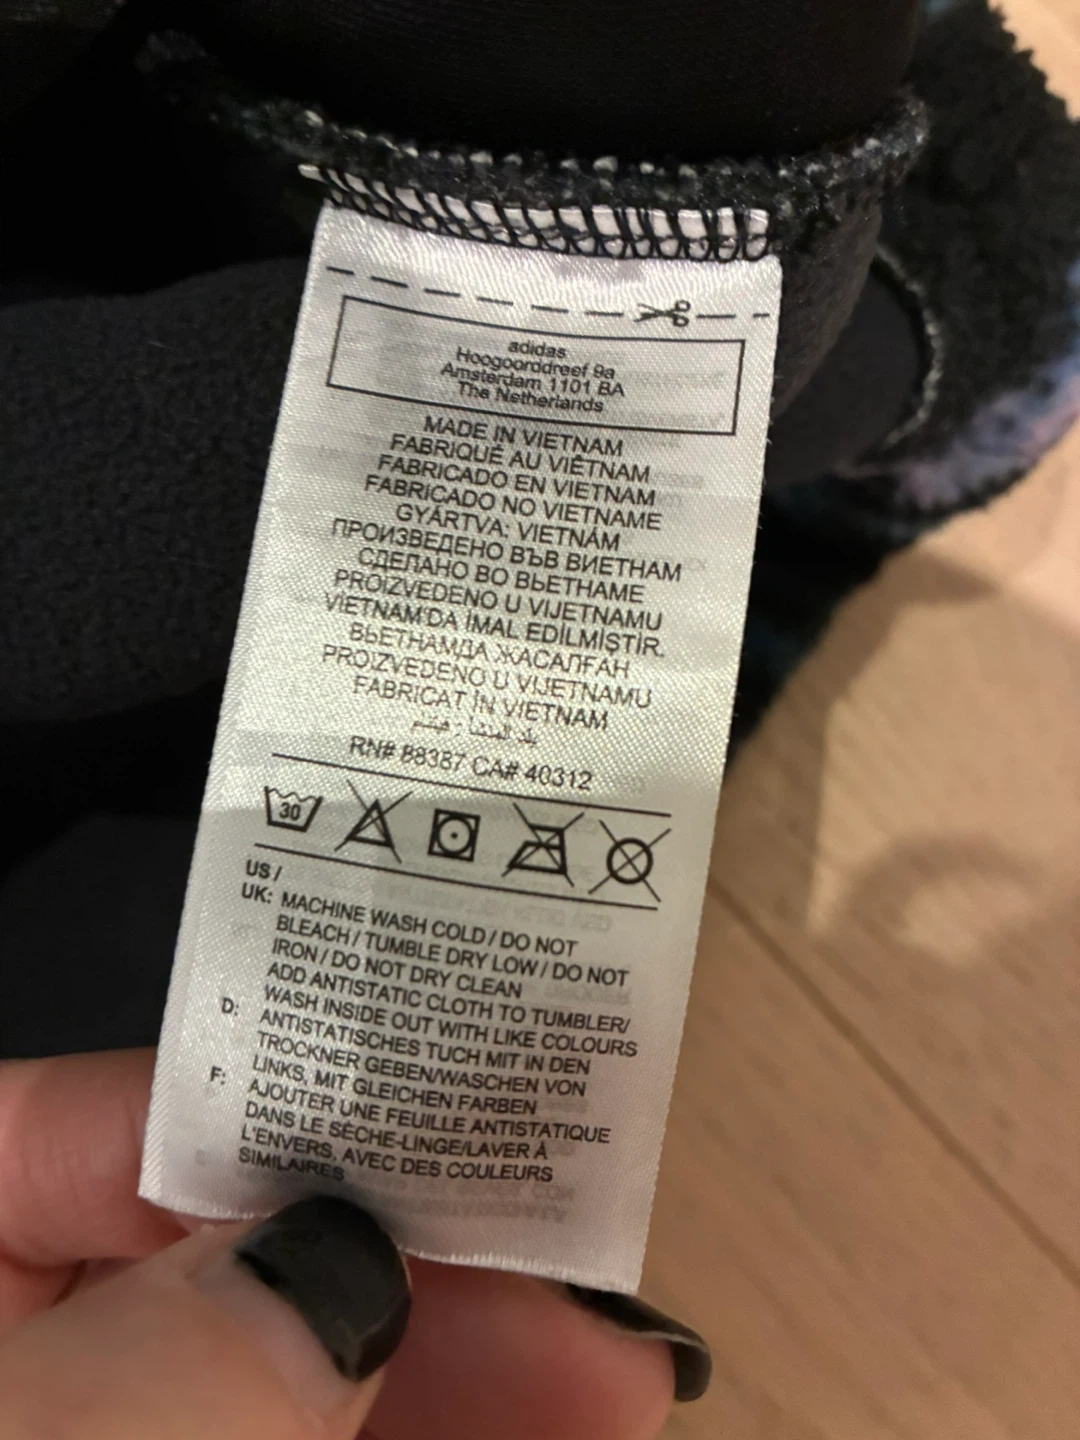 adidas
Hoogoorddreef 9a
Amsterdam 1101 BA
The Netherlands
MADE IN VIETNAM
FABRIQUÉ AU VIÊTNAM
FABRICADO EN VIETNAM
FABRICADO NO VIETNAME
GYÁRTVA: VIETNÁM
ПРОИЗВЕДЕНО ВЪВ ВИЕТНАМ
СДЕЛАНО ВО ВЬЕТНАМЕ
PROIZVEDENO U VIJETNAMU
VIETNAM'DA İMAL EDİLMİŞTİR.
ВЬЕТНАМДА ЖАСАЛҒАН
PROIZVEDENO U VIJETNAMU
FABRICAT ÎN VIETNAM
بلد المنشأ : فيتنام
RN# 88387 CA# 40312
30
US /
UK: MACHINE WASH COLD / DO NOT
BLEACH / TUMBLE DRY LOW / DO NOT
IRON / DO NOT DRY CLEAN
ADD ANTISTATIC CLOTH TO TUMBLER/
WASH INSIDE OUT WITH LIKE COLOURS
D: ANTISTATISCHES TUCH MIT IN DEN
TROCKNER GEBEN/WASCHEN VON
LINKS, MIT GLEICHEN FARBEN
F: AJOUTER UNE FEUILLE ANTISTATIQUE
DANS LE SÈCHE-LINGE/LAVER À
L'ENVERS, AVEC DES COULEURS
SIMILAIRES